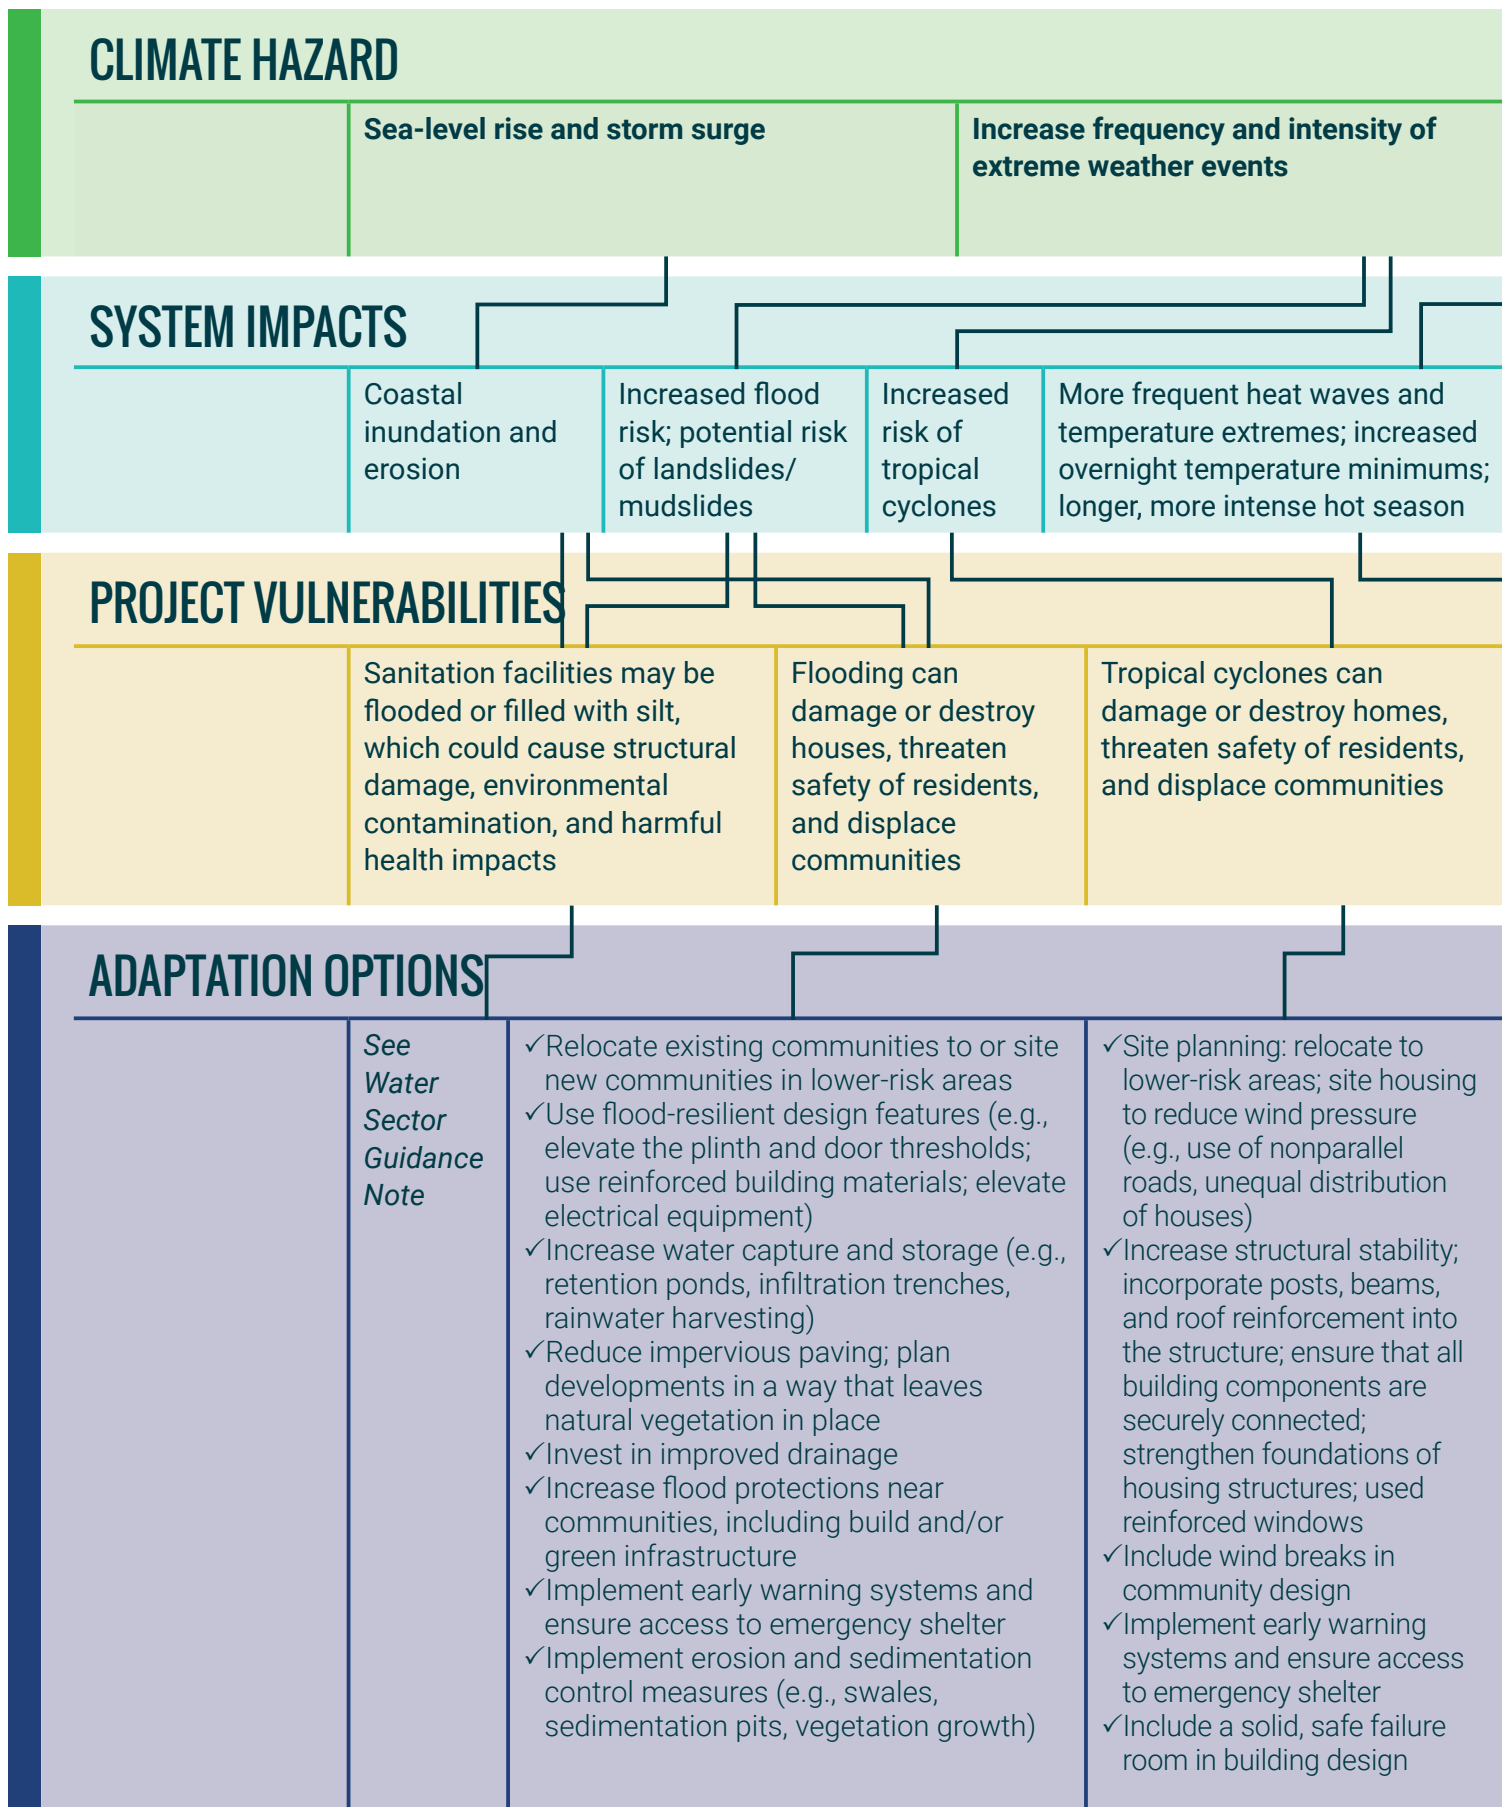 CLIMATE HAZARD
Sea-level rise and storm surge
Increase frequency and intensity of
extreme weather events
SYSTEM IMPACTS
Coastal
inundation and
erosion
Increased flood
risk; potential risk
of landslides/
mudslides
Increased
risk of
tropical
cyclones
More frequent heat waves and
temperature extremes; increased
overnight temperature minimums;
longer, more intense hot season
PROJECT VULNERABILITIES
Sanitation facilities may be
flooded or filled with silt,
which could cause structural
damage, environmental
contamination, and harmful
health impacts
Flooding can
damage or destroy
houses, threaten
safety of residents,
and displace
communities
Tropical cyclones can
damage or destroy homes,
threaten safety of residents,
and displace communities
ADAPTATION OPTIONS
See
Water
Sector
Guidance
Note
✓Relocate existing communities to or site
new communities in lower-risk areas
✓Use flood-resilient design features (e.g.,
elevate the plinth and door thresholds;
use reinforced building materials; elevate
electrical equipment)
✓Increase water capture and storage (e.g.,
retention ponds, infiltration trenches,
rainwater harvesting)
✓Reduce impervious paving; plan
developments in a way that leaves
natural vegetation in place
✓Invest in improved drainage
✓Increase flood protections near
communities, including build and/or
green infrastructure
✓Implement early warning systems and
ensure access to emergency shelter
✓Implement erosion and sedimentation
control measures (e.g., swales,
sedimentation pits, vegetation growth)
✓Site planning: relocate to
lower-risk areas; site housing
to reduce wind pressure
(e.g., use of nonparallel
roads, unequal distribution
of houses)
✓Increase structural stability;
incorporate posts, beams,
and roof reinforcement into
the structure; ensure that all
building components are
securely connected;
strengthen foundations of
housing structures; used
reinforced windows
✓Include wind breaks in
community design
✓Implement early warning
systems and ensure access
to emergency shelter
✓Include a solid, safe failure
room in building design